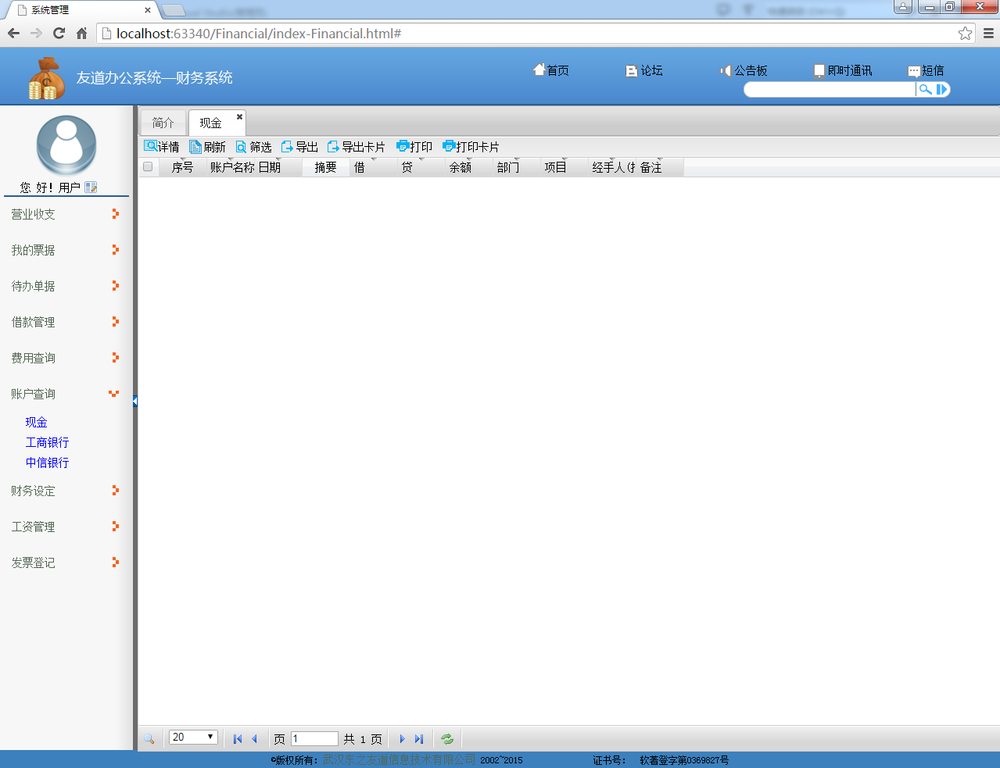 系统管理
localhost:63340/Financial/index-Financial.html#
友道办公系统—财务系统
首页 论坛 公告板 即时通讯 短信
您 好! 用户
营业收支
我的票据
待办单据
借款管理
费用查询
账户查询
现金
工商银行
中信银行
财务设定
工资管理
发票登记
简介 现金
详情 刷新 筛选 导出 导出卡片 打印 打印卡片
序号 账户名称 日期 摘要 借 贷 余额 部门 项目 经手人 备注
20 页 1 共 1 页
©版权所有: 武汉东之友道信息技术有限公司 2002~2015 证书号: 软著登字第0369827号